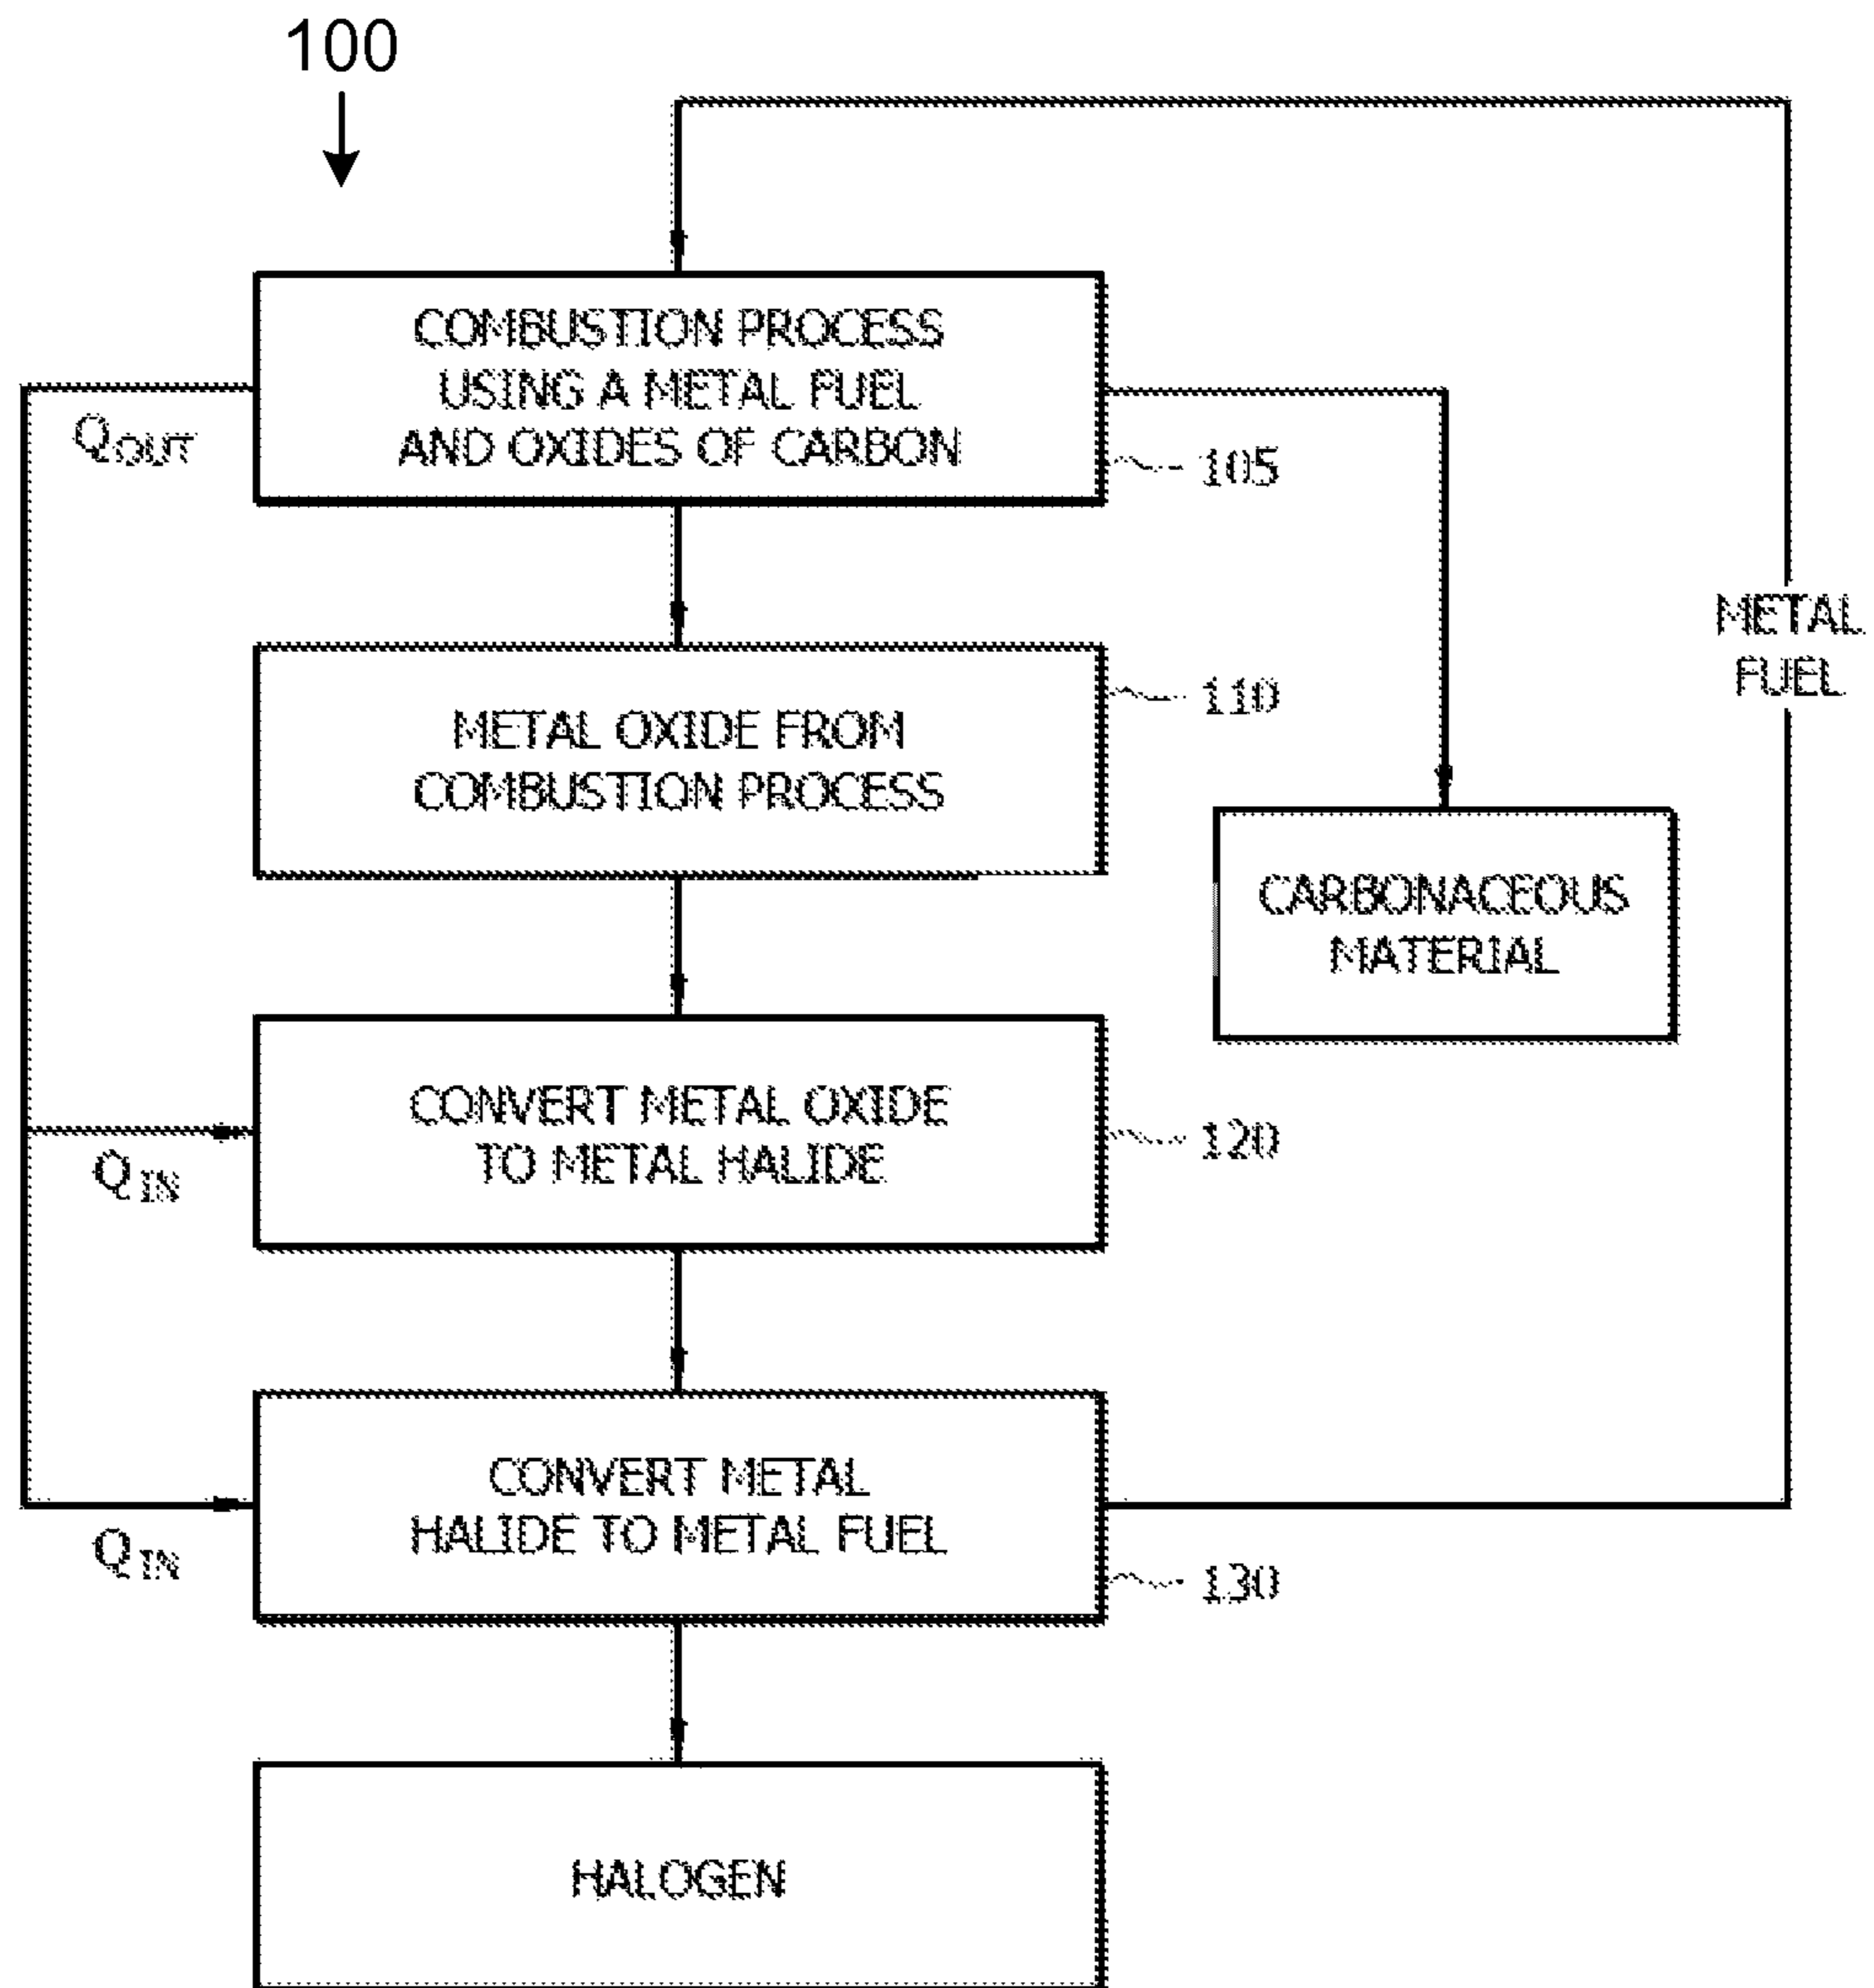 100
COMBUSTION PROCESS
USING A METAL FUEL
AND OXIDES OF CARBON
QOUT
105
METAL
FUEL
110
METAL OXIDE FROM
COMBUSTION PROCESS
CARBONACEOUS
MATERIAL
CONVERT METAL OXIDE
TO METAL HALIDE
120
QIN
CONVERT METAL
HALIDE TO METAL FUEL
QIN
130
HALOGEN